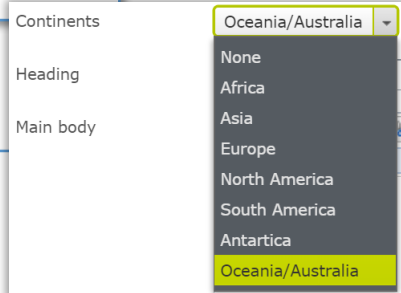 Continents
Oceania/Australia
None
Heading
Africa
Asia
Main body
Europe
North America
South America
Antartica
Oceania/Australia